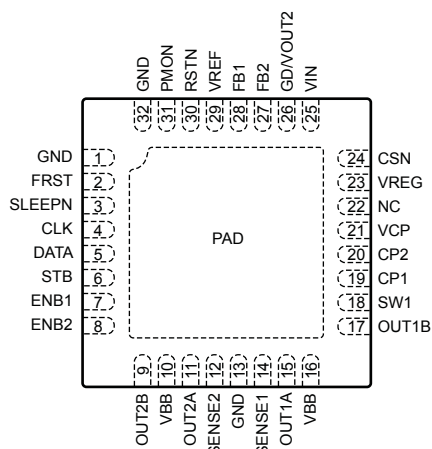 GND
PMON
RSTN
VREF
FB1
FB2
GD/VOUT2
VIN
32
31
30
29
28
27
26
25
GND 1
FRST 2
SLEEPN 3
CLK 4
DATA 5
STB 6
ENB1 7
ENB2 8
PAD
24 CSN
23 VREG
22 NC
21 VCP
20 CP2
19 CP1
18 SW1
17 OUT1B
9
10
11
12
13
14
15
16
OUT2B
VBB
OUT2A
SENSE2
GND
SENSE1
OUT1A
VBB